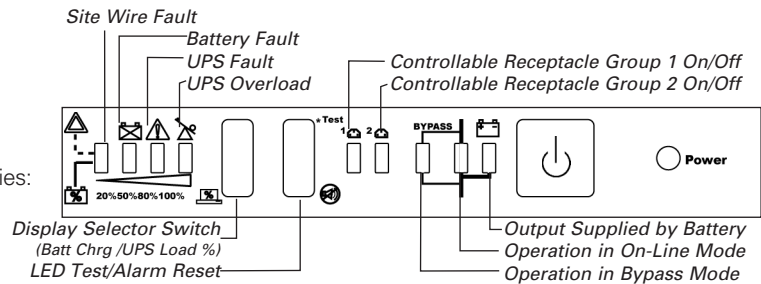 Site Wire Fault
Battery Fault
UPS Fault
UPS Overload
Controllable Receptacle Group 1 On/Off
Controllable Receptacle Group 2 On/Off
*Test
1 2
BYPASS
+ -
Power
ies:
%
20%50%80%100%
%
Display Selector Switch
(Batt Chrg /UPS Load %)
LED Test/Alarm Reset
Output Supplied by Battery
Operation in On-Line Mode
Operation in Bypass Mode